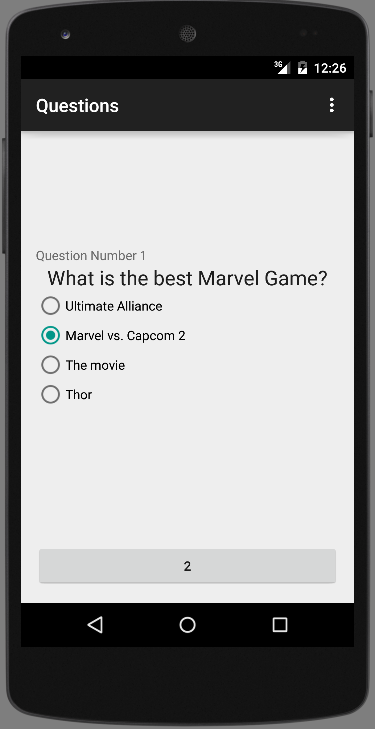 3G 12:26
Questions
Question Number 1
What is the best Marvel Game?
Ultimate Alliance
Marvel vs. Capcom 2
The movie
Thor
2